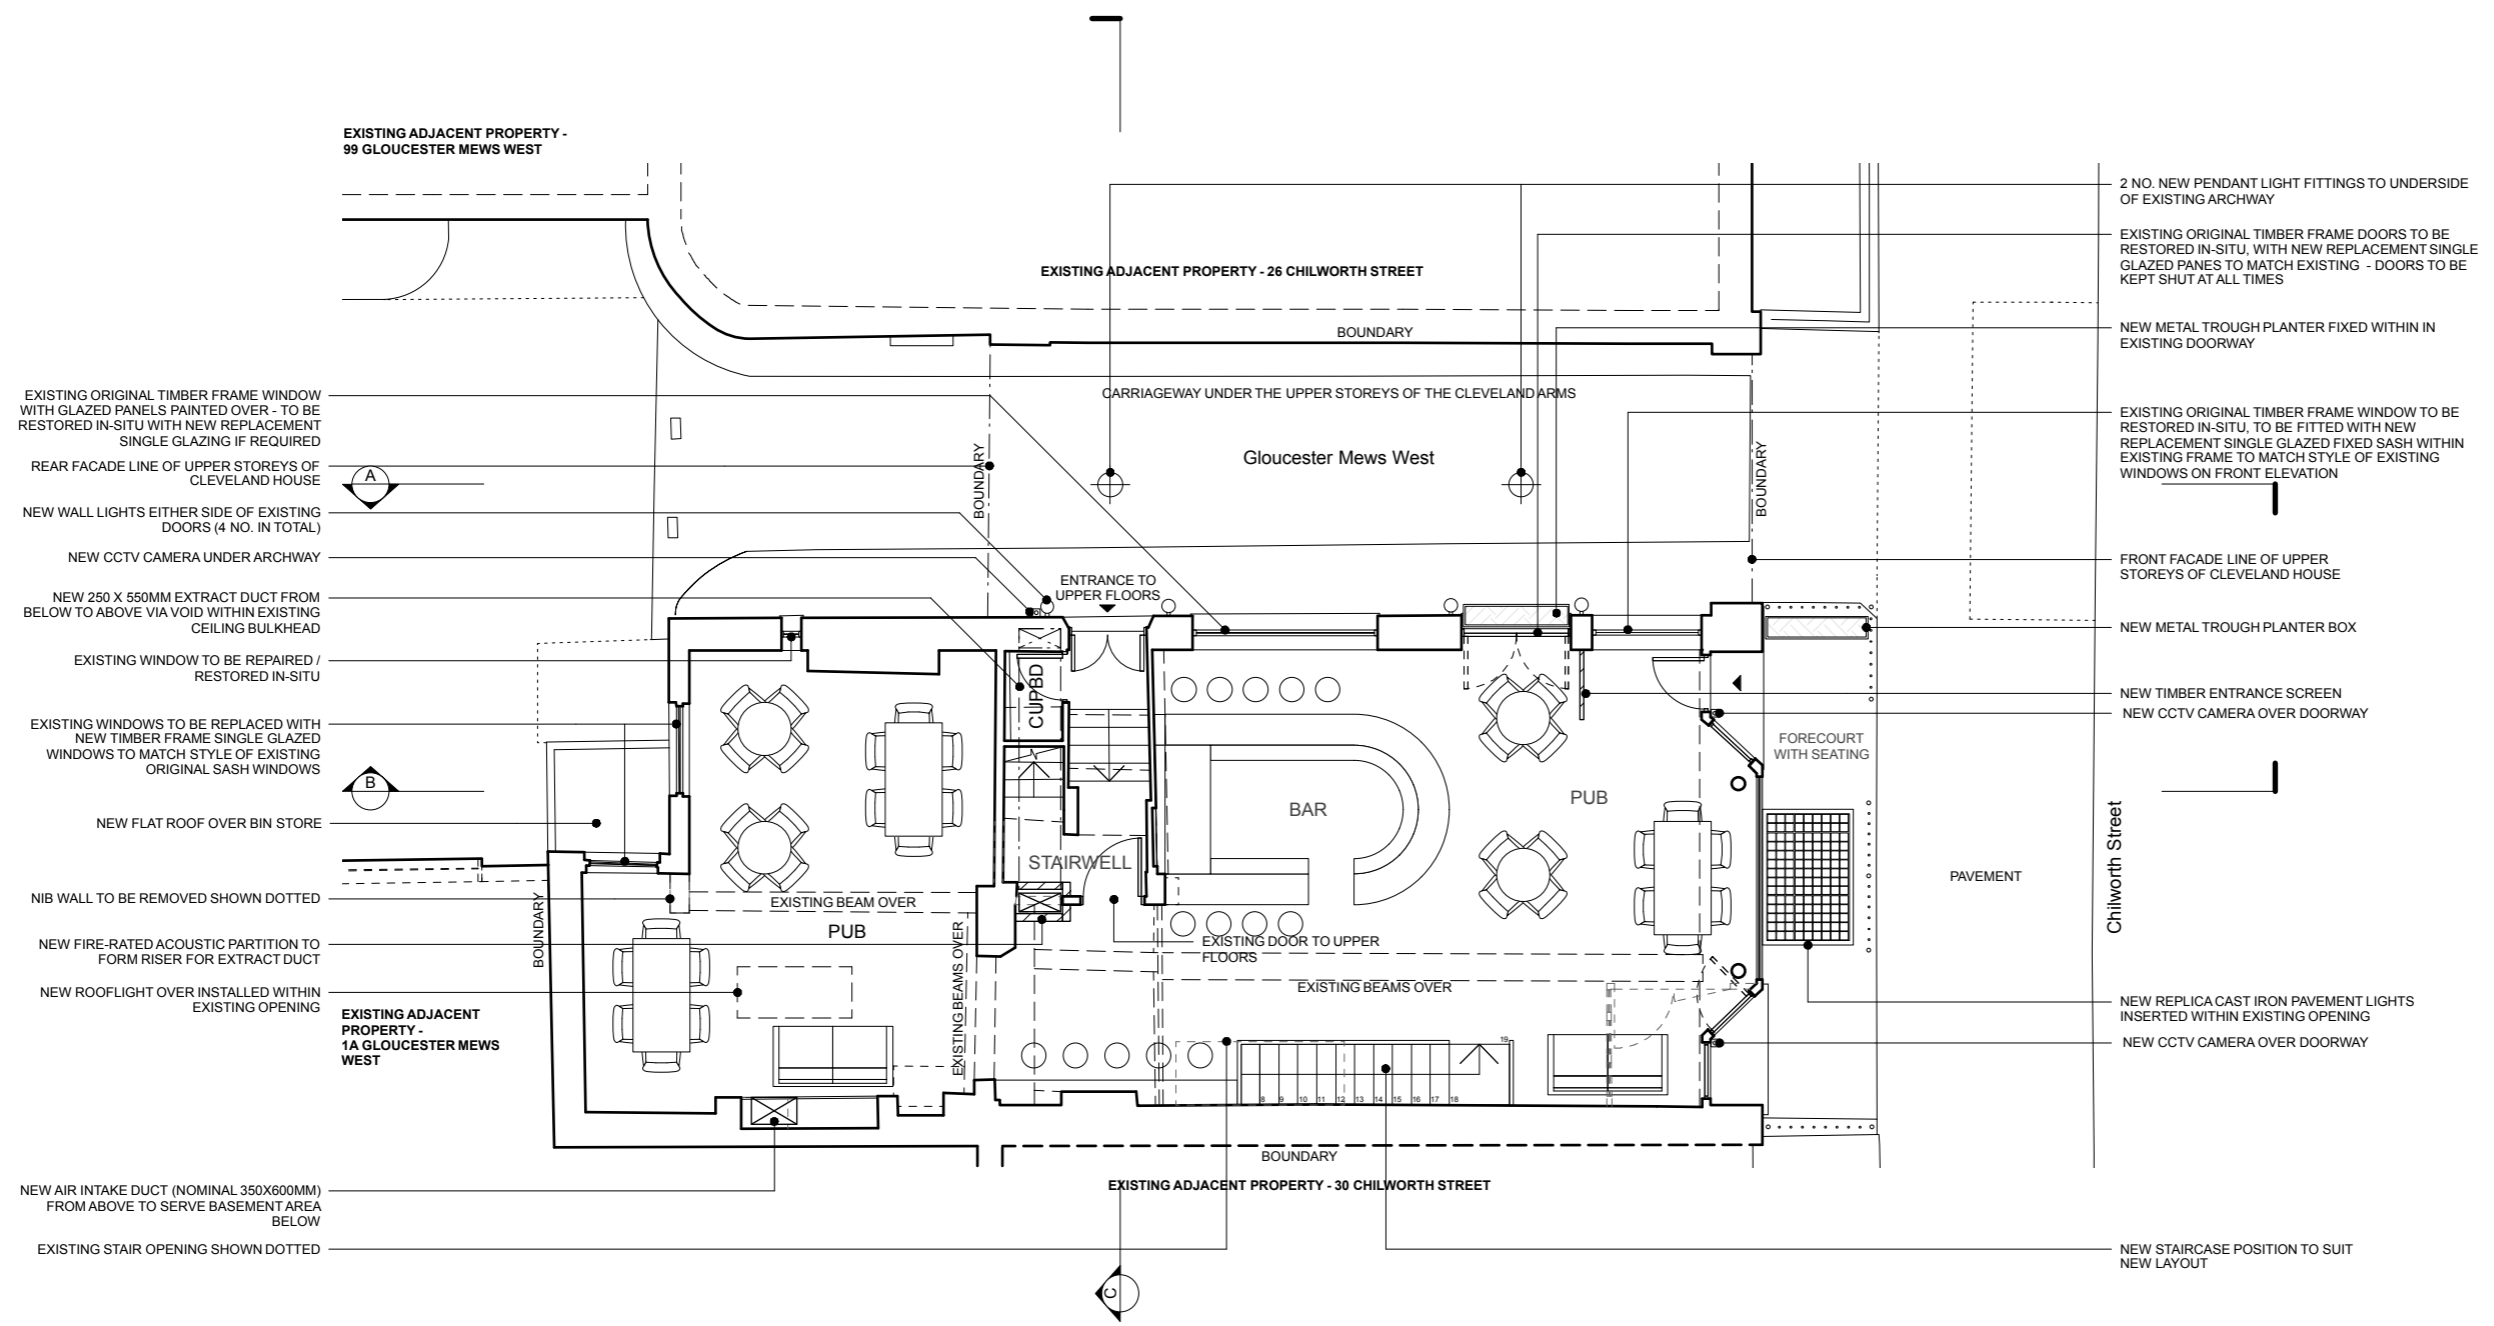 EXISTING ADJACENT PROPERTY -
99 GLOUCESTER MEWS WEST
EXISTING ADJACENT PROPERTY - 26 CHILWORTH STREET
BOUNDARY
CARRIAGEWAY UNDER THE UPPER STOREYS OF THE CLEVELAND ARMS
Gloucester Mews West
BOUNDARY
BOUNDARY
ENTRANCE TO
UPPER FLOORS
EXISTING ORIGINAL TIMBER FRAME WINDOW
WITH GLAZED PANELS PAINTED OVER - TO BE
RESTORED IN-SITU WITH NEW REPLACEMENT
SINGLE GLAZING IF REQUIRED
REAR FACADE LINE OF UPPER STOREYS OF
CLEVELAND HOUSE
A
NEW WALL LIGHTS EITHER SIDE OF EXISTING
DOORS (4 NO. IN TOTAL)
NEW CCTV CAMERA UNDER ARCHWAY
NEW 250 X 550MM EXTRACT DUCT FROM
BELOW TO ABOVE VIA VOID WITHIN EXISTING
CEILING BULKHEAD
EXISTING WINDOW TO BE REPAIRED /
RESTORED IN-SITU
EXISTING WINDOWS TO BE REPLACED WITH
NEW TIMBER FRAME SINGLE GLAZED
WINDOWS TO MATCH STYLE OF EXISTING
ORIGINAL SASH WINDOWS
B
NEW FLAT ROOF OVER BIN STORE
NIB WALL TO BE REMOVED SHOWN DOTTED
NEW FIRE-RATED ACOUSTIC PARTITION TO
FORM RISER FOR EXTRACT DUCT
NEW ROOFLIGHT OVER INSTALLED WITHIN
EXISTING OPENING
EXISTING ADJACENT
PROPERTY -
1A GLOUCESTER MEWS
WEST
NEW AIR INTAKE DUCT (NOMINAL 350X600MM)
FROM ABOVE TO SERVE BASEMENT AREA
BELOW
EXISTING STAIR OPENING SHOWN DOTTED
BOUNDARY
CUPBD
STAIRWELL
BAR
PUB
EXISTING BEAM OVER
PUB
EXISTING BEAMS OVER
EXISTING DOOR TO UPPER
FLOORS
EXISTING BEAMS OVER
8 9 10 11 12 13 14 15 16 17 18
19
BOUNDARY
EXISTING ADJACENT PROPERTY - 30 CHILWORTH STREET
C
FORECOURT
WITH SEATING
PAVEMENT
Chilworth Street
2 NO. NEW PENDANT LIGHT FITTINGS TO UNDERSIDE
OF EXISTING ARCHWAY
EXISTING ORIGINAL TIMBER FRAME DOORS TO BE
RESTORED IN-SITU, WITH NEW REPLACEMENT SINGLE
GLAZED PANES TO MATCH EXISTING - DOORS TO BE
KEPT SHUT AT ALL TIMES
NEW METAL TROUGH PLANTER FIXED WITHIN IN
EXISTING DOORWAY
EXISTING ORIGINAL TIMBER FRAME WINDOW TO BE
RESTORED IN-SITU, TO BE FITTED WITH NEW
REPLACEMENT SINGLE GLAZED FIXED SASH WITHIN
EXISTING FRAME TO MATCH STYLE OF EXISTING
WINDOWS ON FRONT ELEVATION
FRONT FACADE LINE OF UPPER
STOREYS OF CLEVELAND HOUSE
NEW METAL TROUGH PLANTER BOX
NEW TIMBER ENTRANCE SCREEN
NEW CCTV CAMERA OVER DOORWAY
NEW REPLICA CAST IRON PAVEMENT LIGHTS
INSERTED WITHIN EXISTING OPENING
NEW CCTV CAMERA OVER DOORWAY
NEW STAIRCASE POSITION TO SUIT
NEW LAYOUT